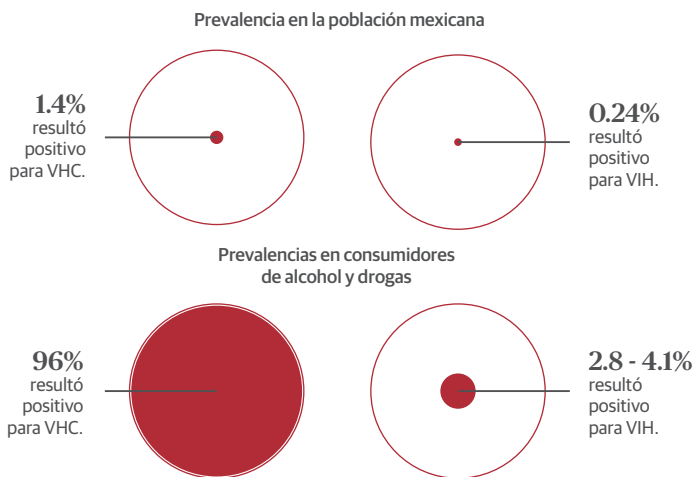 Prevalencia en la población mexicana
1.4%
resultó
positivo
para VHC.
0.24%
resultó
positivo
para VIH.
Prevalencias en consumidores
de alcohol y drogas
96%
resultó
positivo
para VHC.
2.8 - 4.1%
resultó
positivo
para VIH.